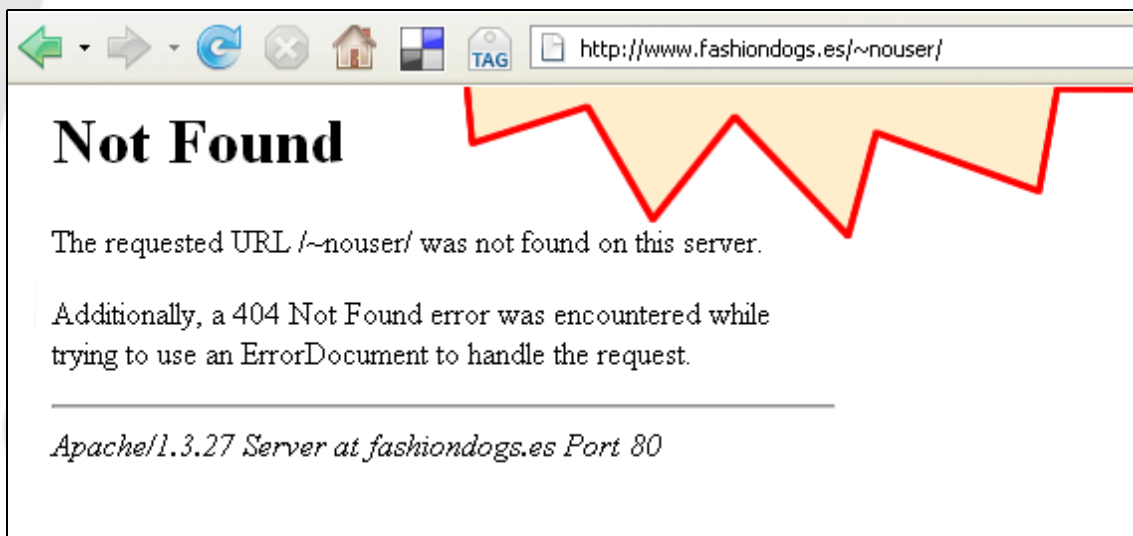 TAG
http://www.fashiondogs.es/~nouser/
Not Found
The requested URL /~nouser/ was not found on this server.
Additionally, a 404 Not Found error was encountered while
trying to use an ErrorDocument to handle the request.
Apache/1.3.27 Server at fashiondogs.es Port 80